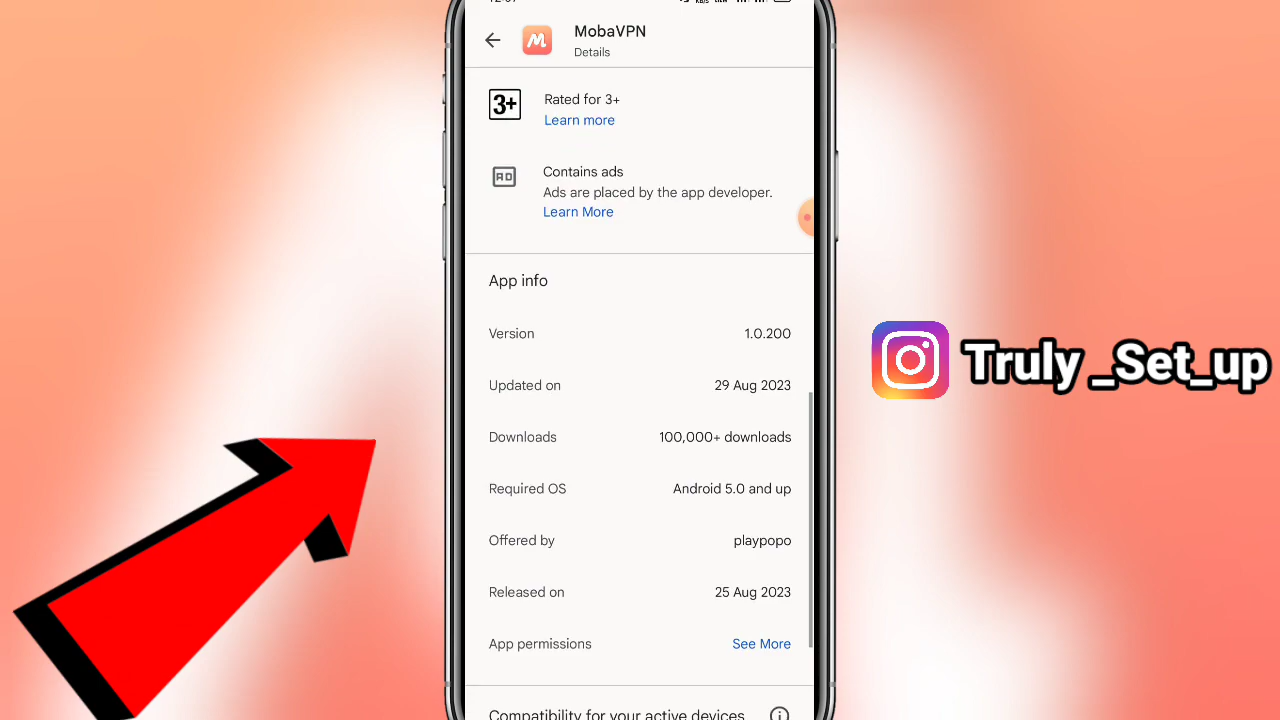 MobaVPN
Details
3+
Rated for 3+
Learn more
AD
Contains ads
Ads are placed by the app developer.
Learn More
App info
Version 1.0.200
Updated on 29 Aug 2023
Downloads 100,000+ downloads
Required OS Android 5.0 and up
Offered by playpopo
Released on 25 Aug 2023
App permissions See More
Compatibility for your active devices
Truly _Set_up